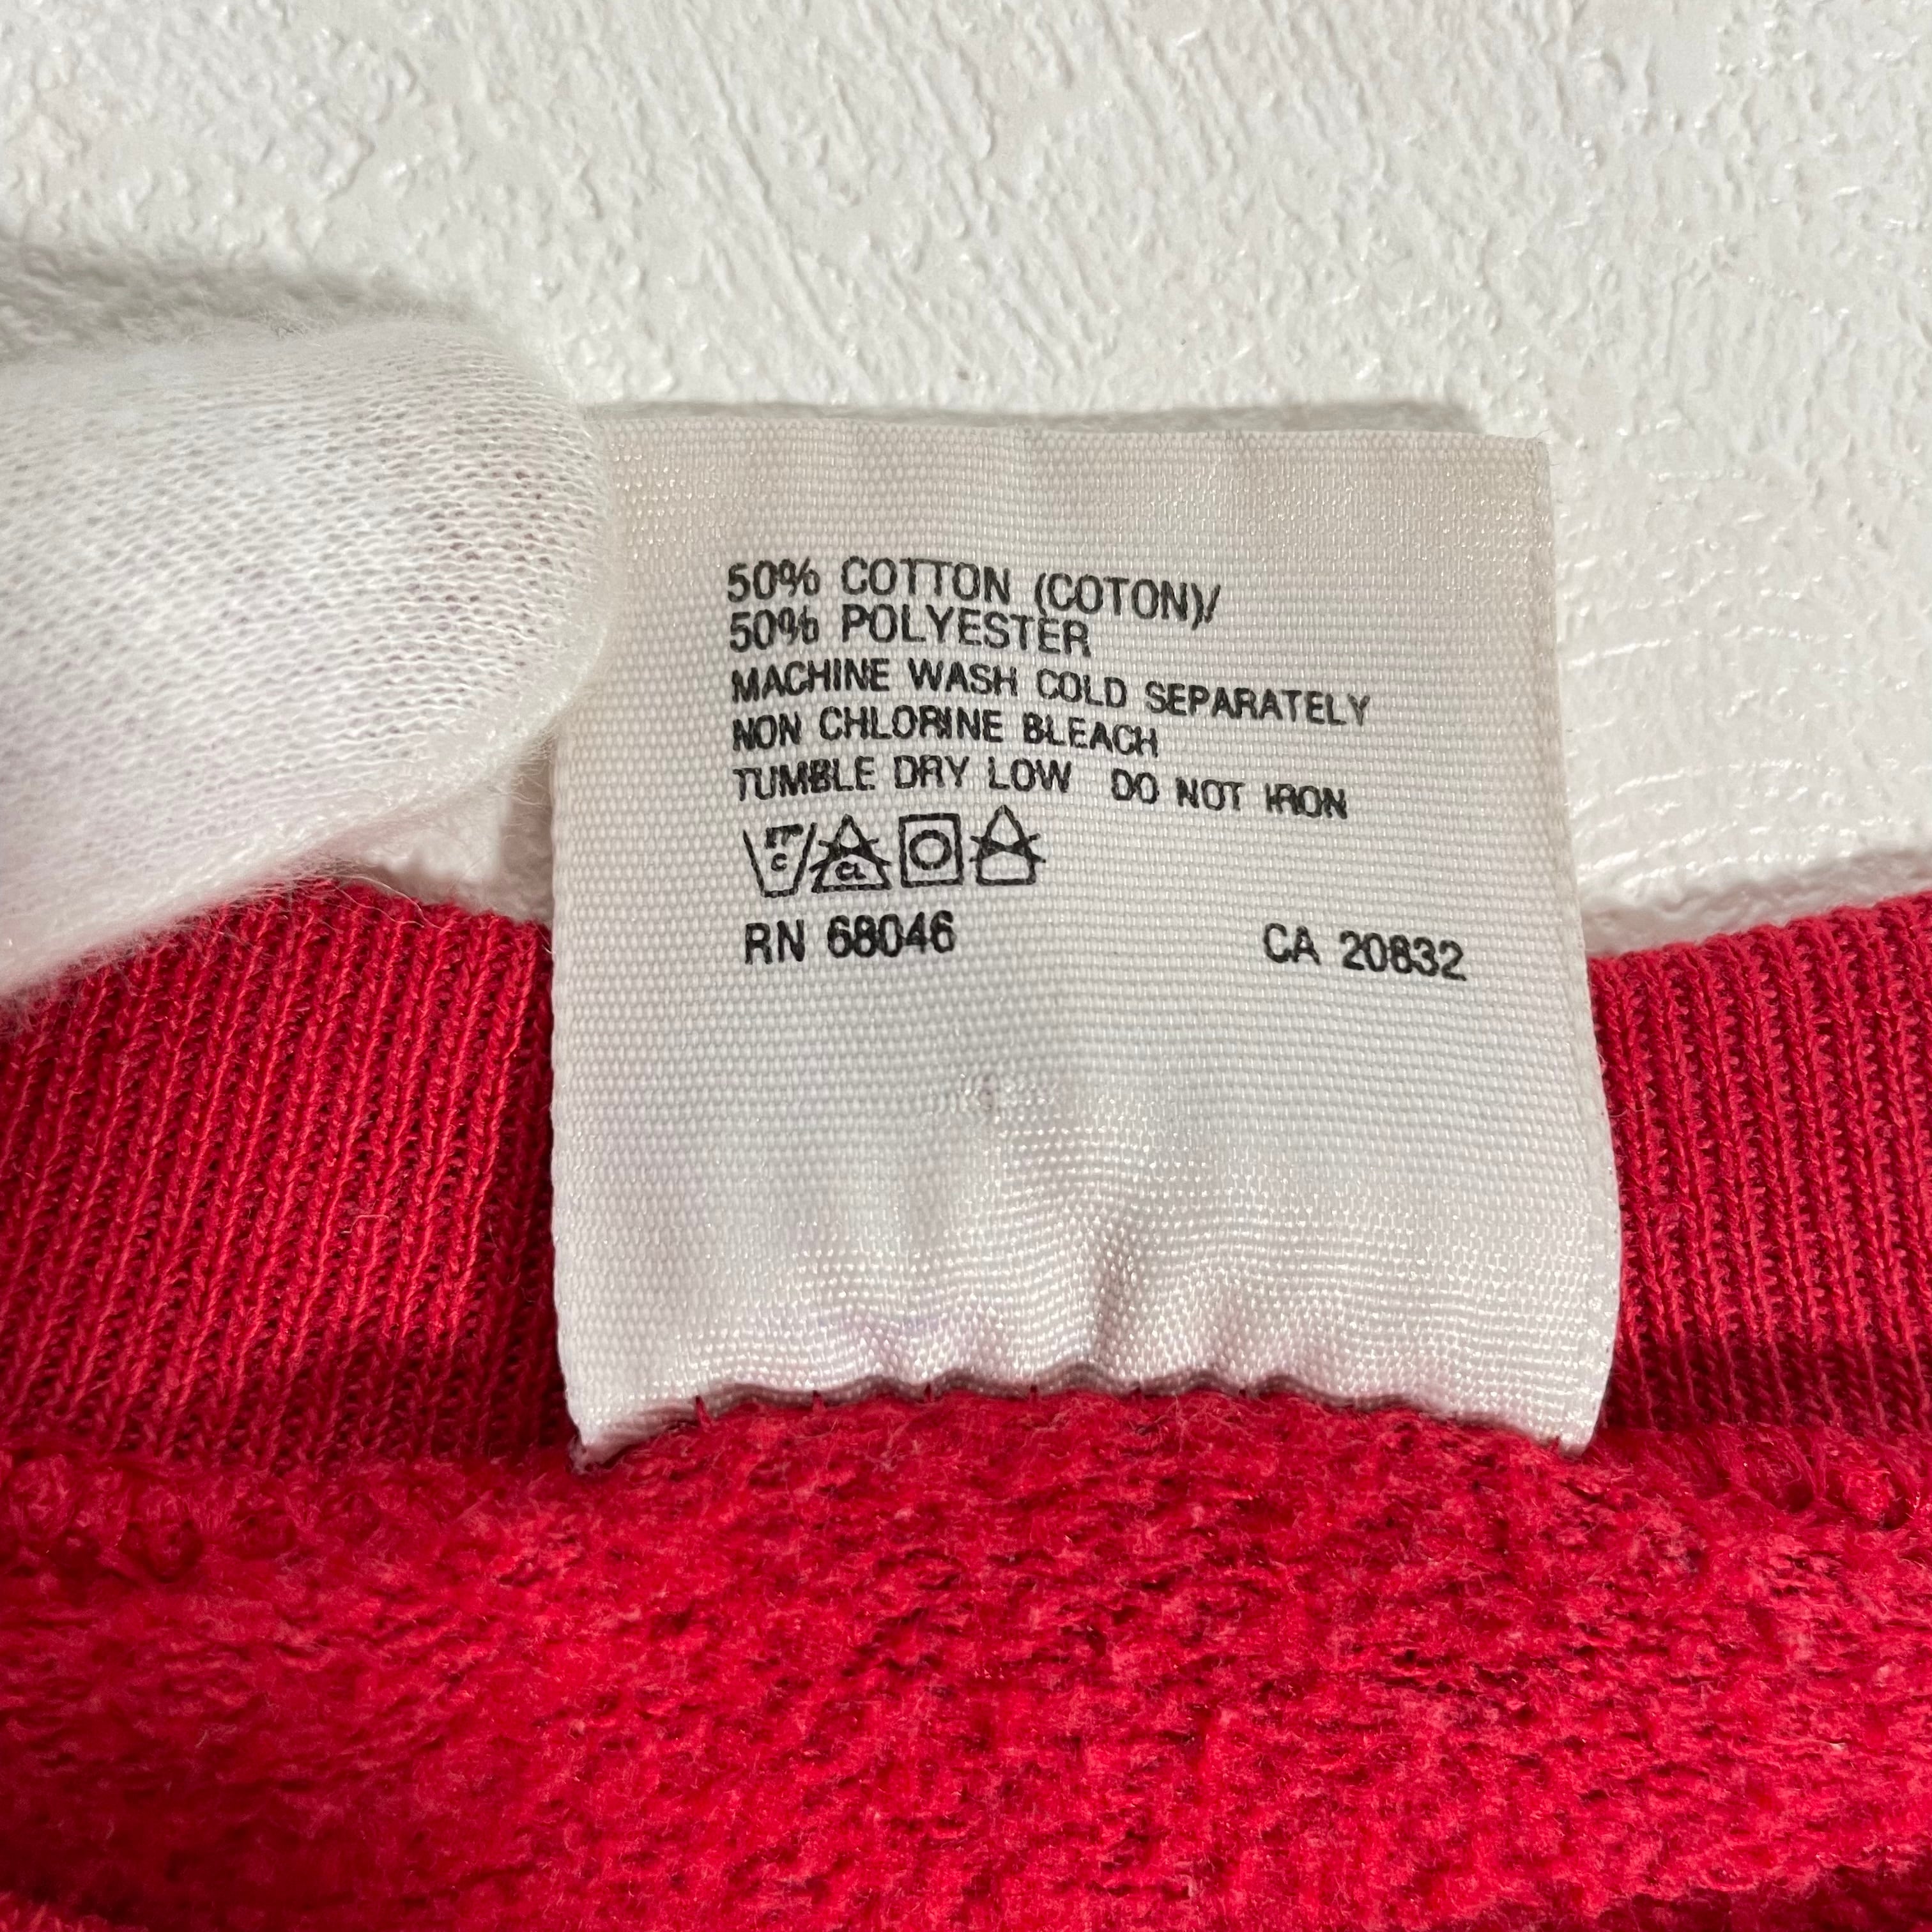 50% COTTON (COTON)/
50% POLYESTER
MACHINE WASH COLD SEPARATELY
NON CHLORINE BLEACH
TUMBLE DRY LOW DO NOT IRON
C CL
RN 68046 CA 20832